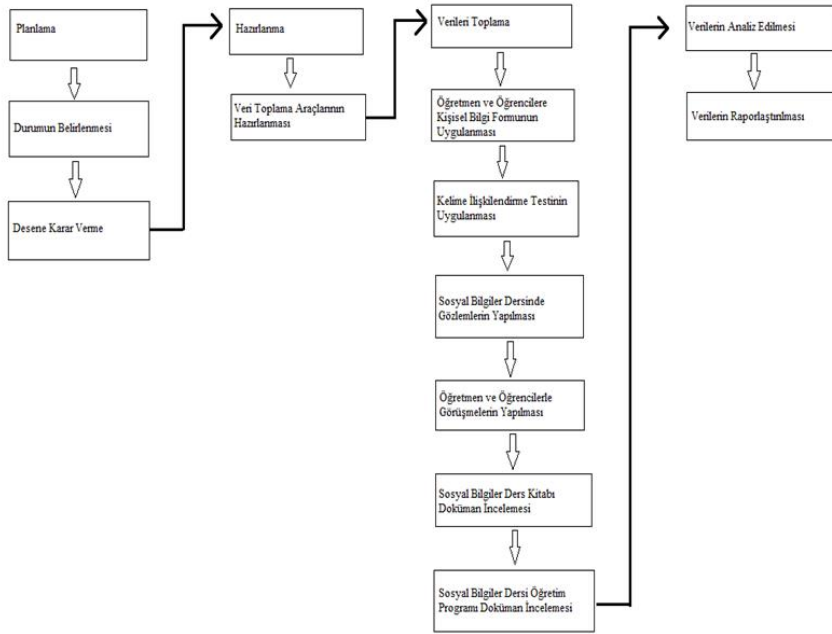 Planlama
Durumun Belirlenmesi
Desene Karar Verme
Hazırlanma
Veri Toplama Araçlarının
Hazırlanması
Verileri Toplama
Öğretmen ve Öğrencilere
Kişisel Bilgi Formunun
Uygulanması
Kelime İlişkilendirme Testinin
Uygulanması
Sosyal Bilgiler Dersinde
Gözlemlerin Yapılması
Öğretmen ve Öğrencilerle
Görüşmelerin Yapılması
Sosyal Bilgiler Ders Kitabı
Doküman İncelemesi
Sosyal Bilgiler Dersi Öğretim
Programı Doküman İncelemesi
Verilerin Analiz Edilmesi
Verilerin Raporlaştırılması